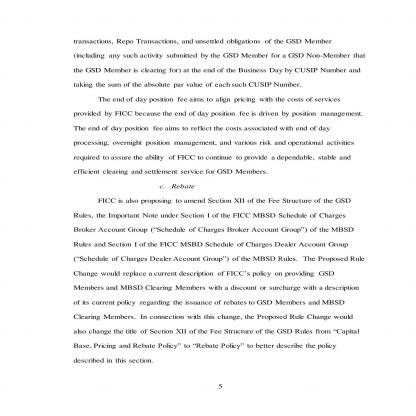 transactions, Repo Transactions, and unsettled obligations of the GSD Member
(including any such activity submitted by the GSD Member for a GSD Non-Member that
the GSD Member is clearing for) at the end of the Business Day by CUSIP Number and
taking the sum of the absolute par value of each such CUSIP Number.
The end of day position fee aims to align pricing with the costs of services
provided by FICC because the end of day position fee is driven by position management.
The end of day position fee aims to reflect the costs associated with end of day
processing, overnight position management, and various risk and operational activities
required to assure the ability of FICC to continue to provide a dependable, stable and
efficient clearing and settlement service for GSD Members.
c. Rebate
FICC is also proposing to amend Section XII of the Fee Structure of the GSD
Rules, the Important Note under Section I of the FICC MBSD Schedule of Charges
Broker Account Group (“Schedule of Charges Broker Account Group”) of the MBSD
Rules and Section I of the FICC MSBD Schedule of Charges Dealer Account Group
(“Schedule of Charges Dealer Account Group”) of the MBSD Rules. The Proposed Rule
Change would replace a current description of FICC’s policy on providing GSD
Members and MBSD Clearing Members with a discount or surcharge with a description
of its current policy regarding the issuance of rebates to GSD Members and MBSD
Clearing Members. In connection with this change, the Proposed Rule Change would
also change the title of Section XII of the Fee Structure of the GSD Rules from “Capital
Base, Pricing and Rebate Policy” to “Rebate Policy” to better describe the policy
described in this section.
5